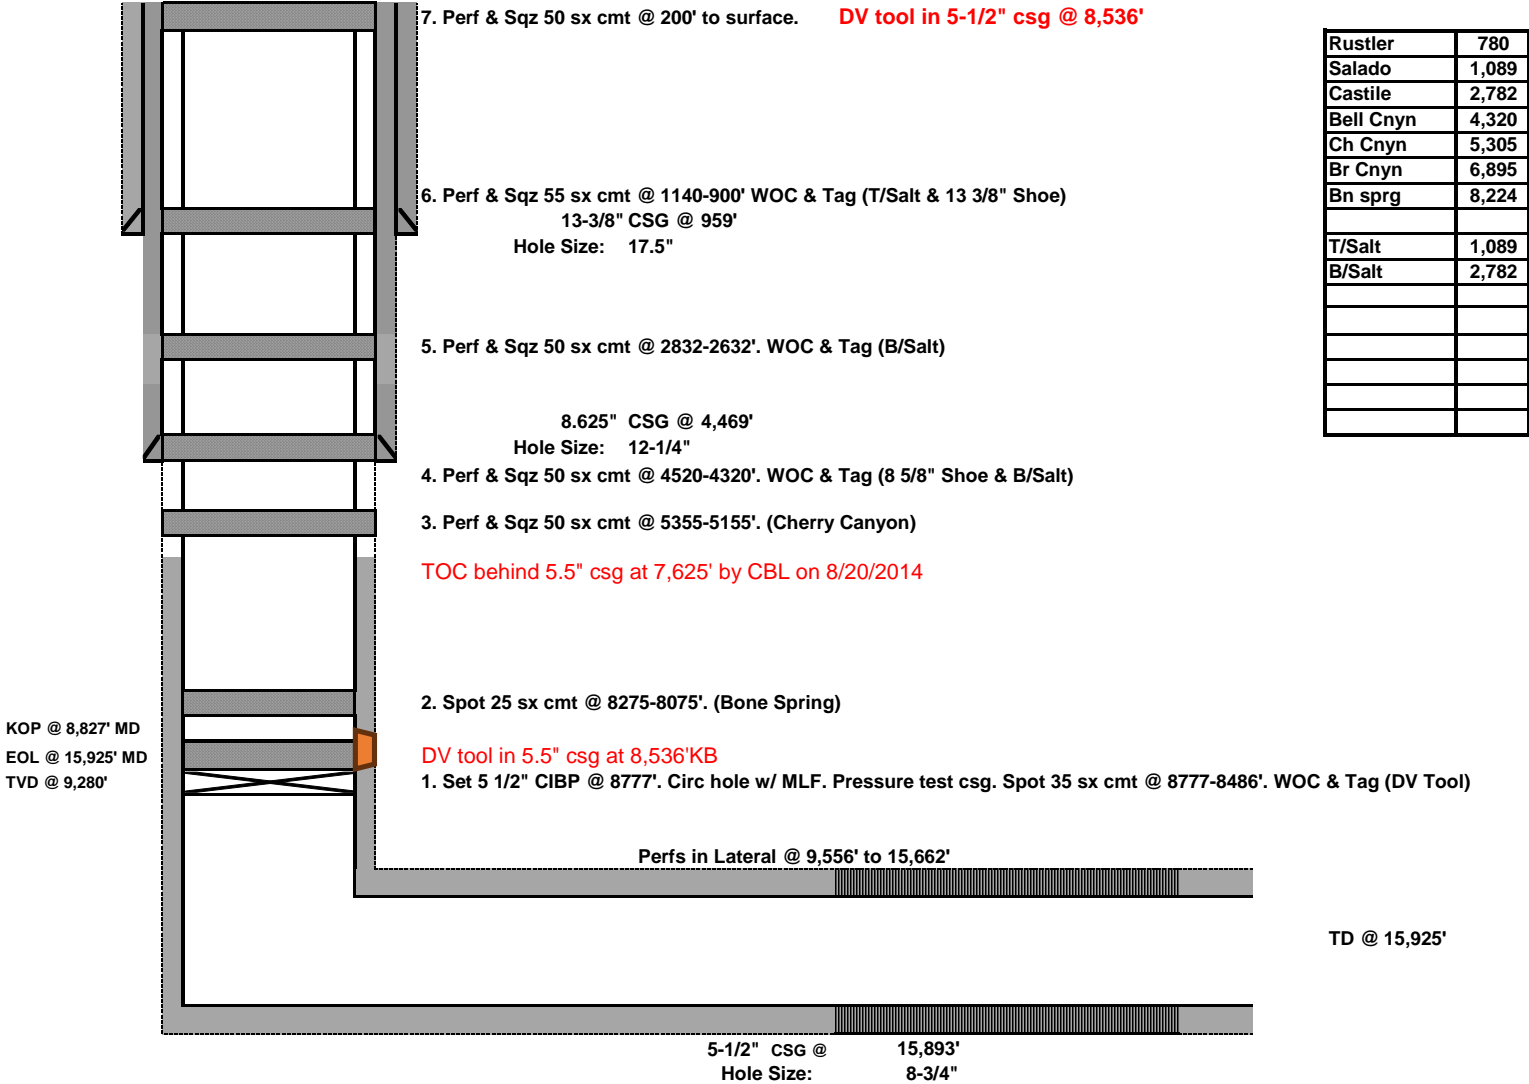 7. Perf & Sqz 50 sx cmt @ 200' to surface.
DV tool in 5-1/2" csg @ 8,536'
Rustler 780
Salado 1,089
Castile 2,782
Bell Cnyn 4,320
Ch Cnyn 5,305
Br Cnyn 6,895
Bn sprg 8,224
T/Salt 1,089
B/Salt 2,782
6. Perf & Sqz 55 sx cmt @ 1140-900' WOC & Tag (T/Salt & 13 3/8" Shoe)
13-3/8" CSG @ 959'
Hole Size: 17.5"
5. Perf & Sqz 50 sx cmt @ 2832-2632'. WOC & Tag (B/Salt)
8.625" CSG @ 4,469'
Hole Size: 12-1/4"
4. Perf & Sqz 50 sx cmt @ 4520-4320'. WOC & Tag (8 5/8" Shoe & B/Salt)
3. Perf & Sqz 50 sx cmt @ 5355-5155'. (Cherry Canyon)
TOC behind 5.5" csg at 7,625' by CBL on 8/20/2014
2. Spot 25 sx cmt @ 8275-8075'. (Bone Spring)
KOP @ 8,827' MD
EOL @ 15,925' MD
TVD @ 9,280'
DV tool in 5.5" csg at 8,536'KB
1. Set 5 1/2" CIBP @ 8777'. Circ hole w/ MLF. Pressure test csg. Spot 35 sx cmt @ 8777-8486'. WOC & Tag (DV Tool)
Perfs in Lateral @ 9,556' to 15,662'
TD @ 15,925'
5-1/2" CSG @ 15,893'
Hole Size: 8-3/4"